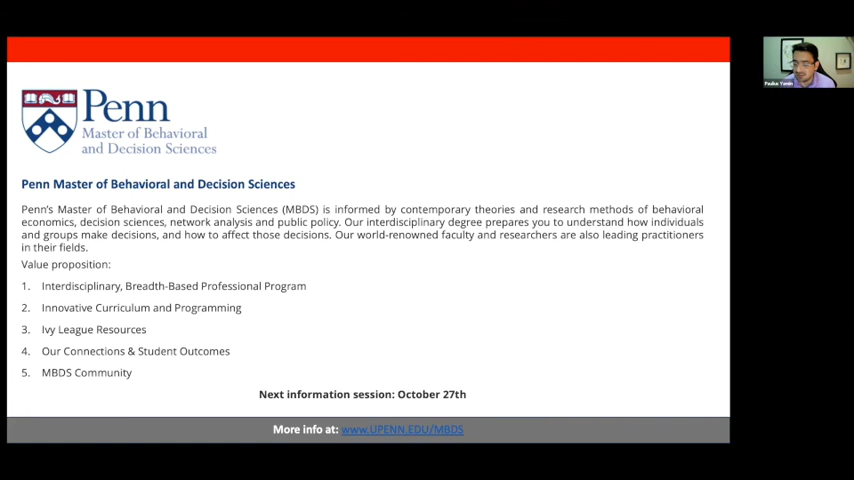 Penn
Master of Behavioral
and Decision Sciences
Penn Master of Behavioral and Decision Sciences
Penn's Master of Behavioral and Decision Sciences (MBDS) is informed by contemporary theories and research methods of behavioral
economics, decision sciences, network analysis and public policy. Our interdisciplinary degree prepares you to understand how individuals
and groups make decisions, and how to affect those decisions. Our world-renowned faculty and researchers are also leading practitioners
in their fields.
Value proposition:
1. Interdisciplinary, Breadth-Based Professional Program
2. Innovative Curriculum and Programming
3. Ivy League Resources
4. Our Connections & Student Outcomes
5. MBDS Community
Next information session: October 27th
More info at: www.UPENN.EDU/MBDS